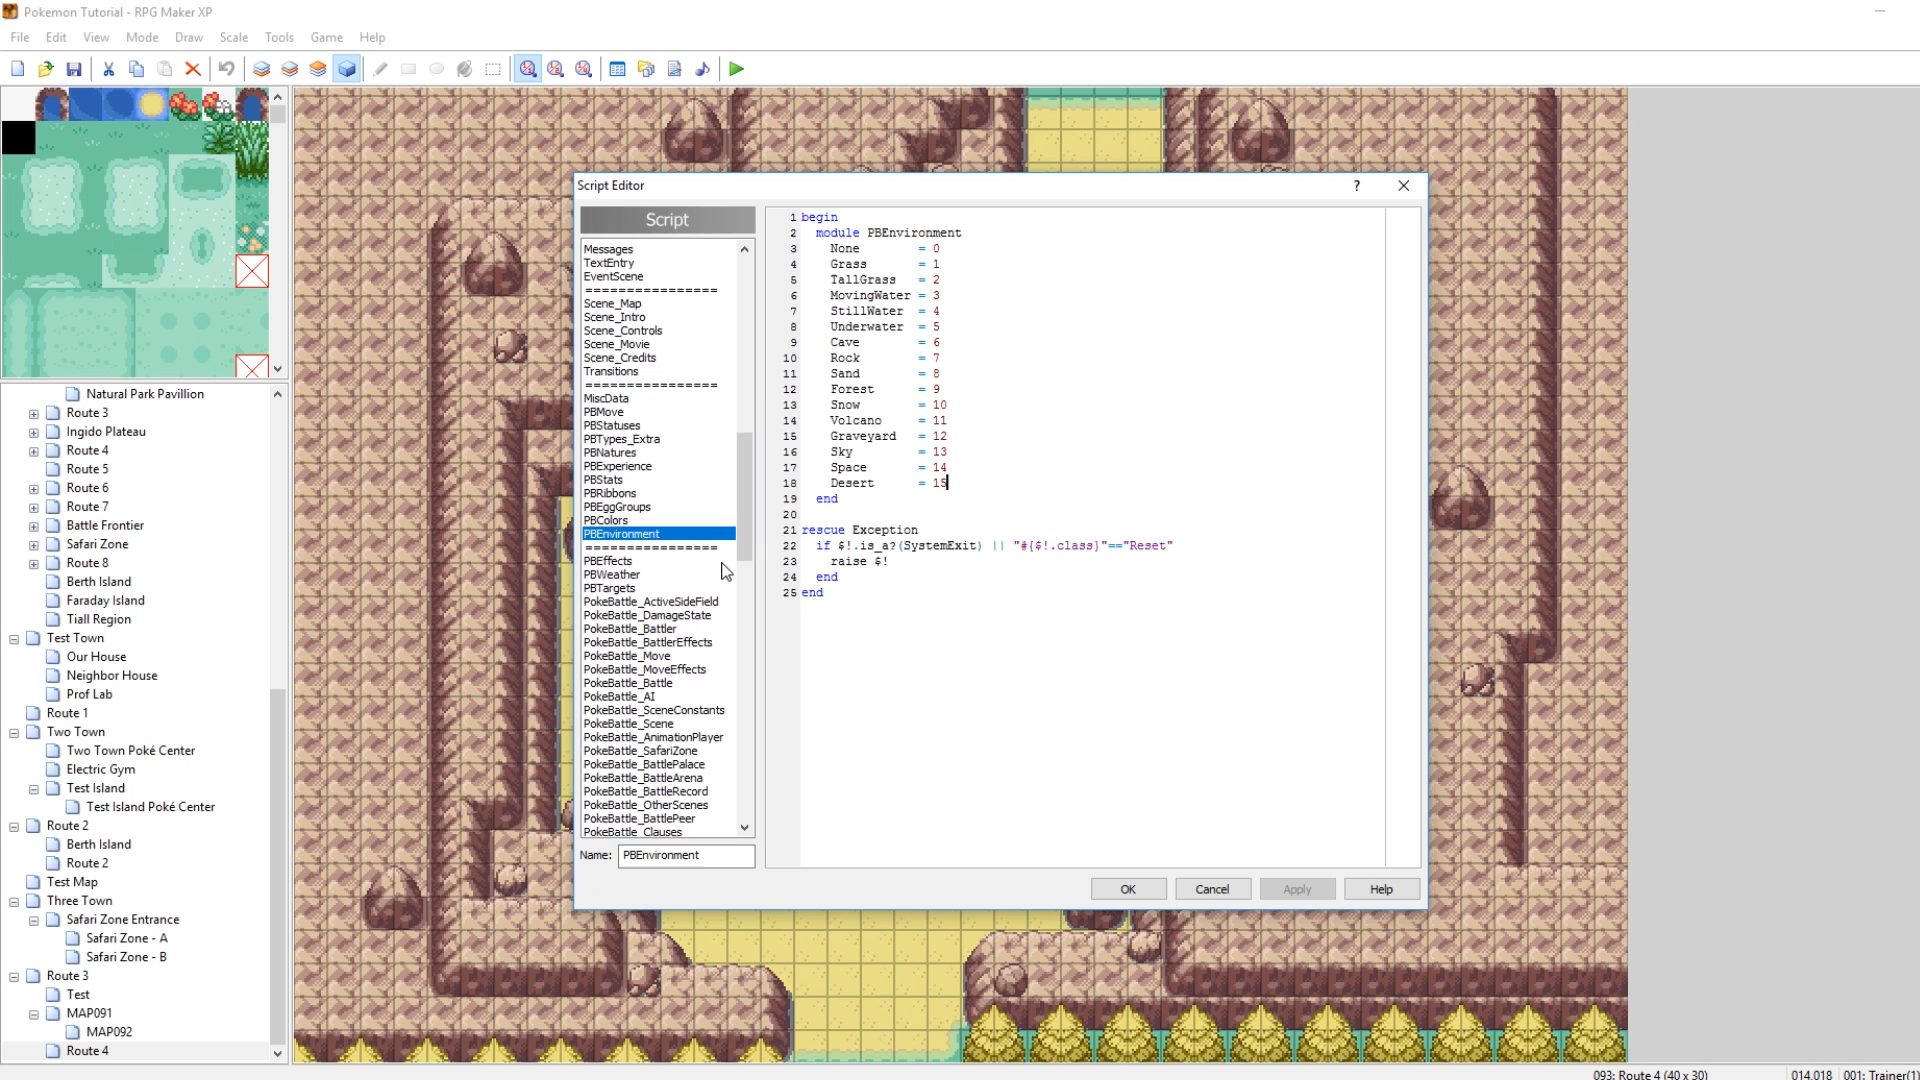 Pokemon Tutorial - RPG Maker XP
File Edit View Mode Draw Scale Tools Game Help
Natural Park Pavillion
Route 3
Ingido Plateau
Route 4
Route 5
Route 6
Route 7
Battle Frontier
Safari Zone
Route 8
Berth Island
Faraday Island
Tiall Region
Test Town
Our House
Neighbor House
Prof Lab
Route 1
Two Town
Two Town Poké Center
Electric Gym
Test Island
Test Island Poké Center
Route 2
Berth Island
Route 2
Test Map
Three Town
Safari Zone Entrance
Safari Zone - A
Safari Zone - B
Route 3
Test
MAP091
MAP092
Route 4
Script Editor
?
Script
Messages
TextEntry
EventScene
================
Scene_Map
Scene_Intro
Scene_Controls
Scene_Movie
Scene_Credits
Transitions
================
MiscData
PBMove
PBStatuses
PBTypes_Extra
PBNatures
PBExperience
PBStats
PBRibbons
PBEggGroups
PBColors
PBEnvironment
================
PBEffects
PBWeather
PBTargets
PokeBattle_ActiveSideField
PokeBattle_DamageState
PokeBattle_Battler
PokeBattle_BattlerEffects
PokeBattle_Move
PokeBattle_MoveEffects
PokeBattle_Battle
PokeBattle_AI
PokeBattle_SceneConstants
PokeBattle_Scene
PokeBattle_AnimationPlayer
PokeBattle_SafariZone
PokeBattle_BattlePalace
PokeBattle_BattleArena
PokeBattle_BattleRecord
PokeBattle_OtherScenes
PokeBattle_BattlePeer
PokeBattle_Clauses
Name: PBEnvironment
1 begin
2 module PBEnvironment
3 None = 0
4 Grass = 1
5 TallGrass = 2
6 MovingWater = 3
7 StillWater = 4
8 Underwater = 5
9 Cave = 6
10 Rock = 7
11 Sand = 8
12 Forest = 9
13 Snow = 10
14 Volcano = 11
15 Graveyard = 12
16 Sky = 13
17 Space = 14
18 Desert = 15
19 end
20
21 rescue Exception
22 if $!.is_a?(SystemExit) || "#{$!.class}"=="Reset"
23 raise $!
24 end
25 end
OK Cancel Apply Help
093: Route 4 (40 x 30) 014,018 001: Trainer(1)